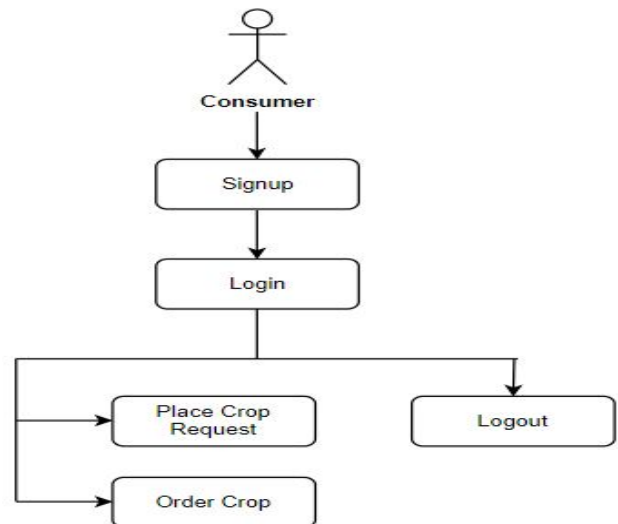 Consumer
Signup
Login
Place Crop
Request
Logout
Order Crop